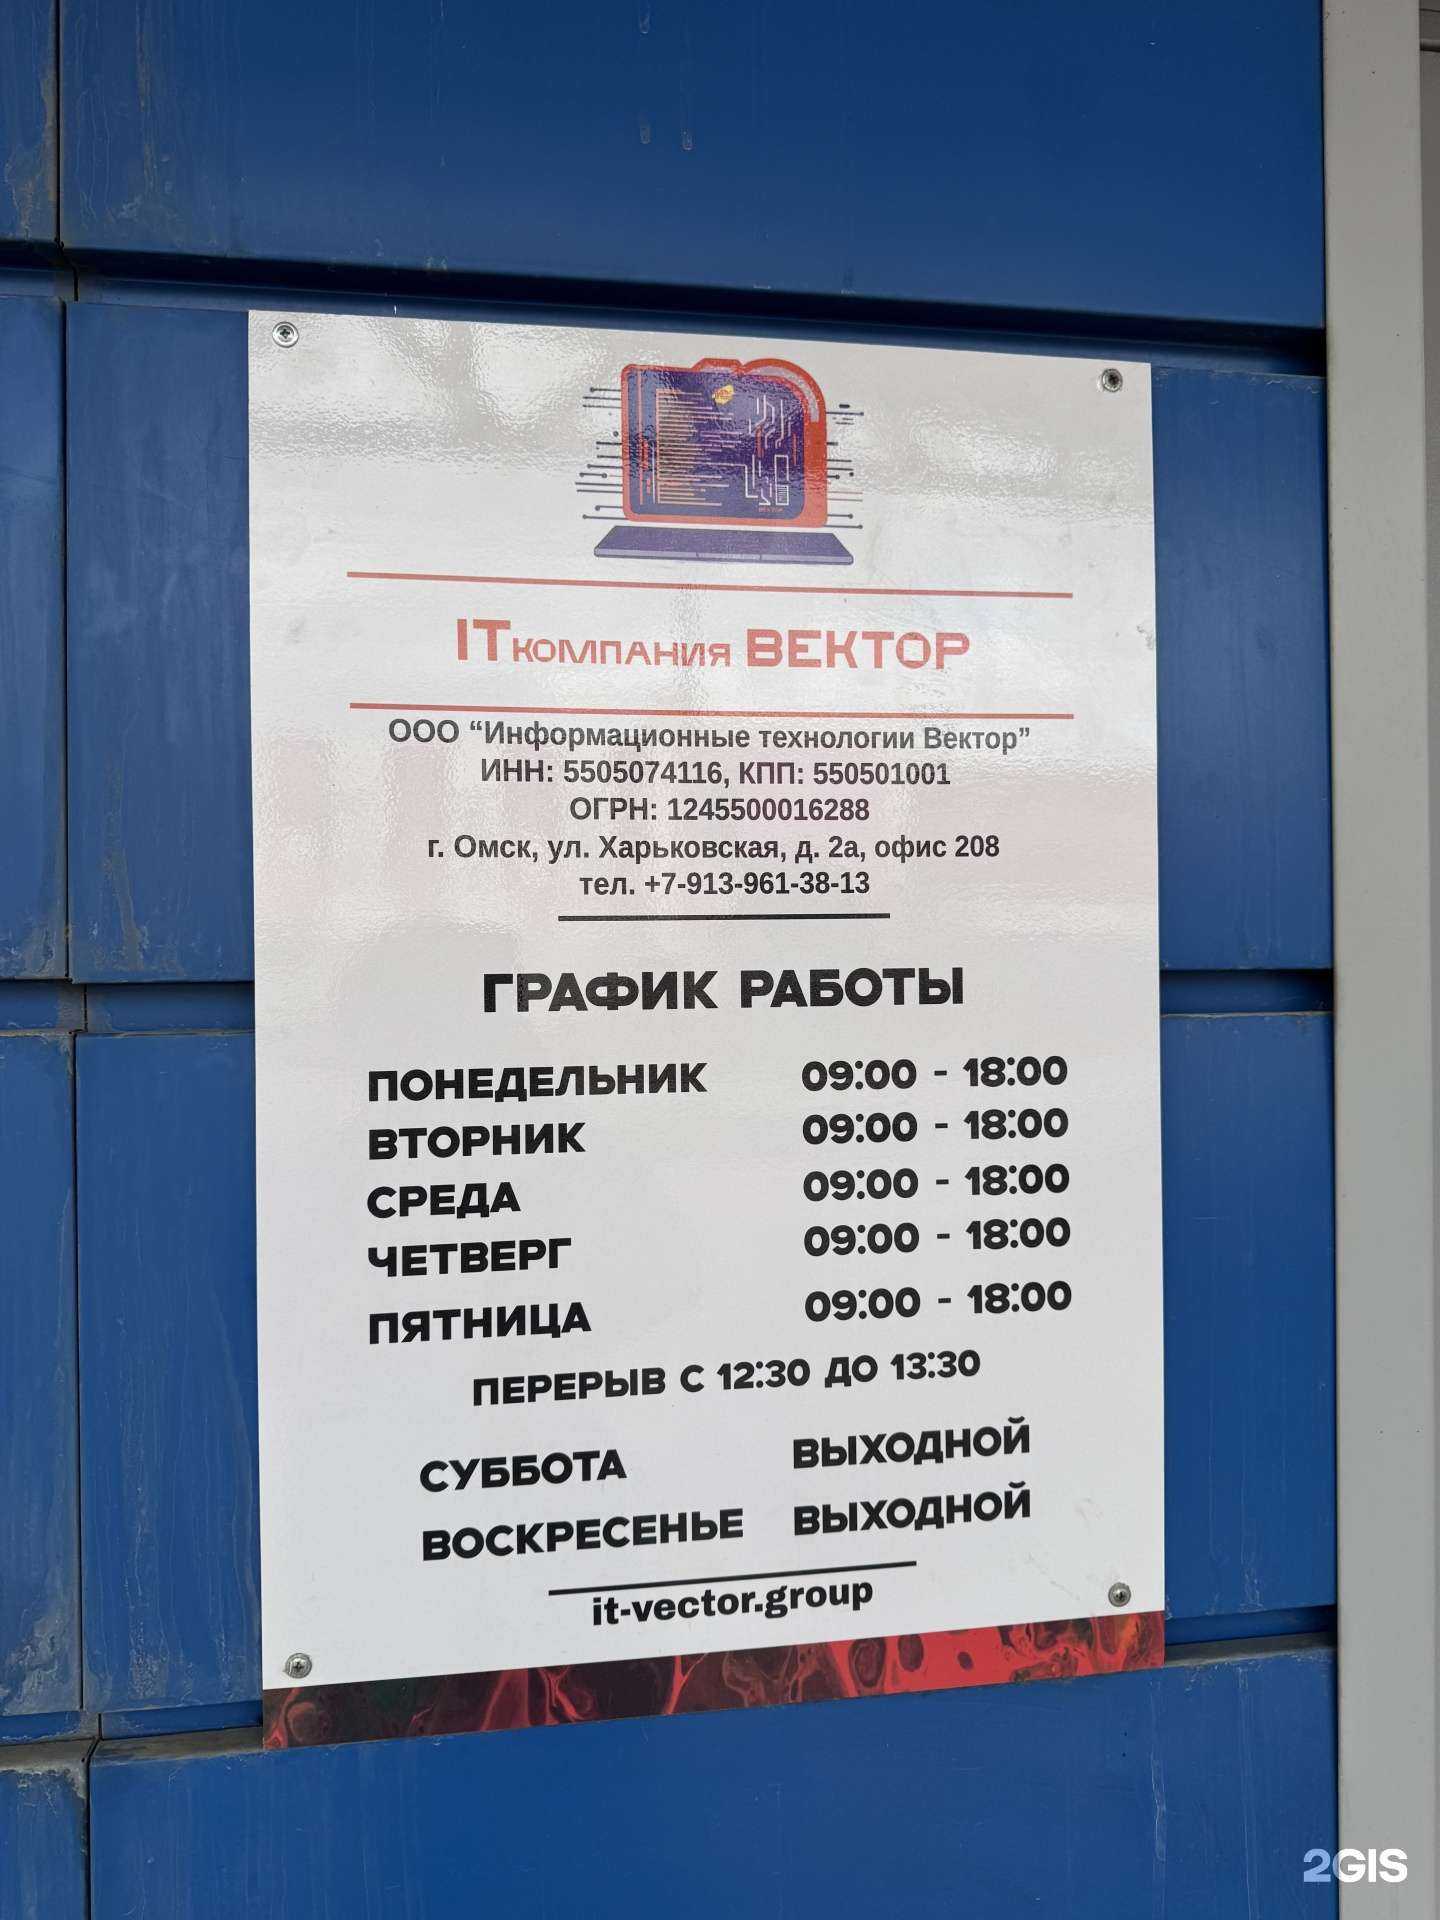 IT КОМПАНИЯ ВЕКТОР
ООО “Информационные технологии Вектор”
ИНН: 5505074116, КПП: 550501001
ОГРН: 1245500016288
г. Омск, ул. Харьковская, д. 2а, офис 208
тел. +7-913-961-38-13
ГРАФИК РАБОТЫ
ПОНЕДЕЛЬНИК 09:00 - 18:00
ВТОРНИК 09:00 - 18:00
СРЕДА 09:00 - 18:00
ЧЕТВЕРГ 09:00 - 18:00
ПЯТНИЦА 09:00 - 18:00
ПЕРЕРЫВ С 12:30 ДО 13:30
СУББОТА ВЫХОДНОЙ
ВОСКРЕСЕНЬЕ ВЫХОДНОЙ
it-vector.group
2GIS